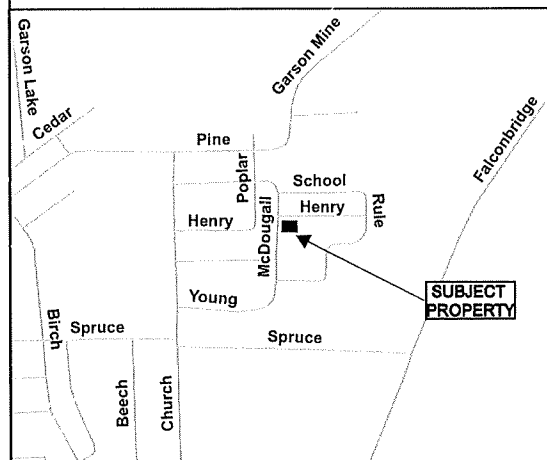 Garson Lake
Garson Mine
Cedar
Falconbridge
Pine
Poplar
School
Henry
Rule
Henry
McDougall
SUBJECT
PROPERTY
Young
Birch
Spruce
Spruce
Beech
Church